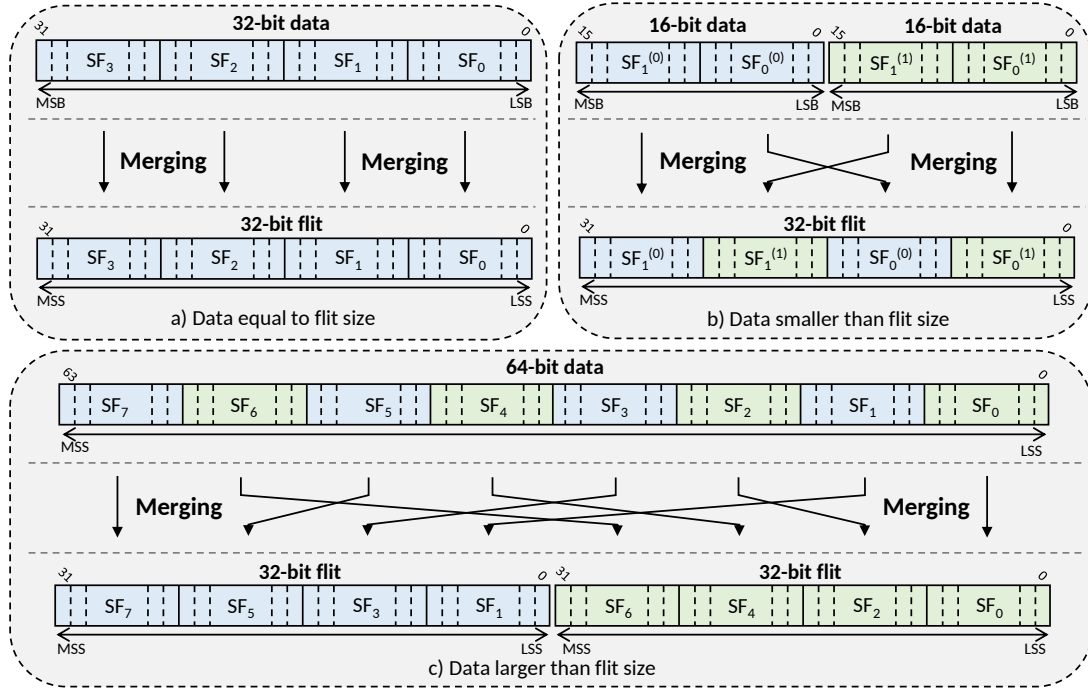 32-bit data
31 0
SF3 SF2 SF1 SF0
MSB LSB
Merging Merging
32-bit flit
31 0
SF3 SF2 SF1 SF0
MSS LSS
a) Data equal to flit size
16-bit data 16-bit data
15 0 15 0
SF1(0) SF0(0) SF1(1) SF0(1)
MSB LSB MSB LSB
Merging Merging
32-bit flit
31 0
SF1(0) SF1(1) SF0(0) SF0(1)
MSS LSS
b) Data smaller than flit size
64-bit data
63 0
SF7 SF6 SF5 SF4 SF3 SF2 SF1 SF0
MSS LSS
Merging Merging
32-bit flit 32-bit flit
31 0 31 0
SF7 SF5 SF3 SF1 SF6 SF4 SF2 SF0
MSS LSS MSS LSS
c) Data larger than flit size